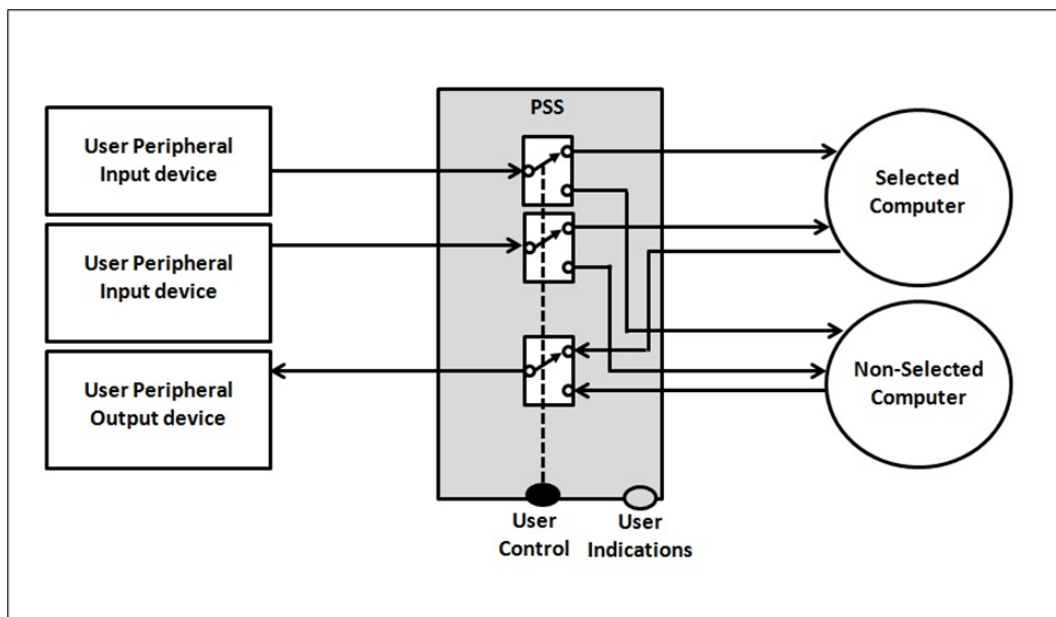 PSS
User Peripheral
Input device
User Peripheral
Input device
User Peripheral
Output device
Selected
Computer
Non-Selected
Computer
User
Control
User
Indications